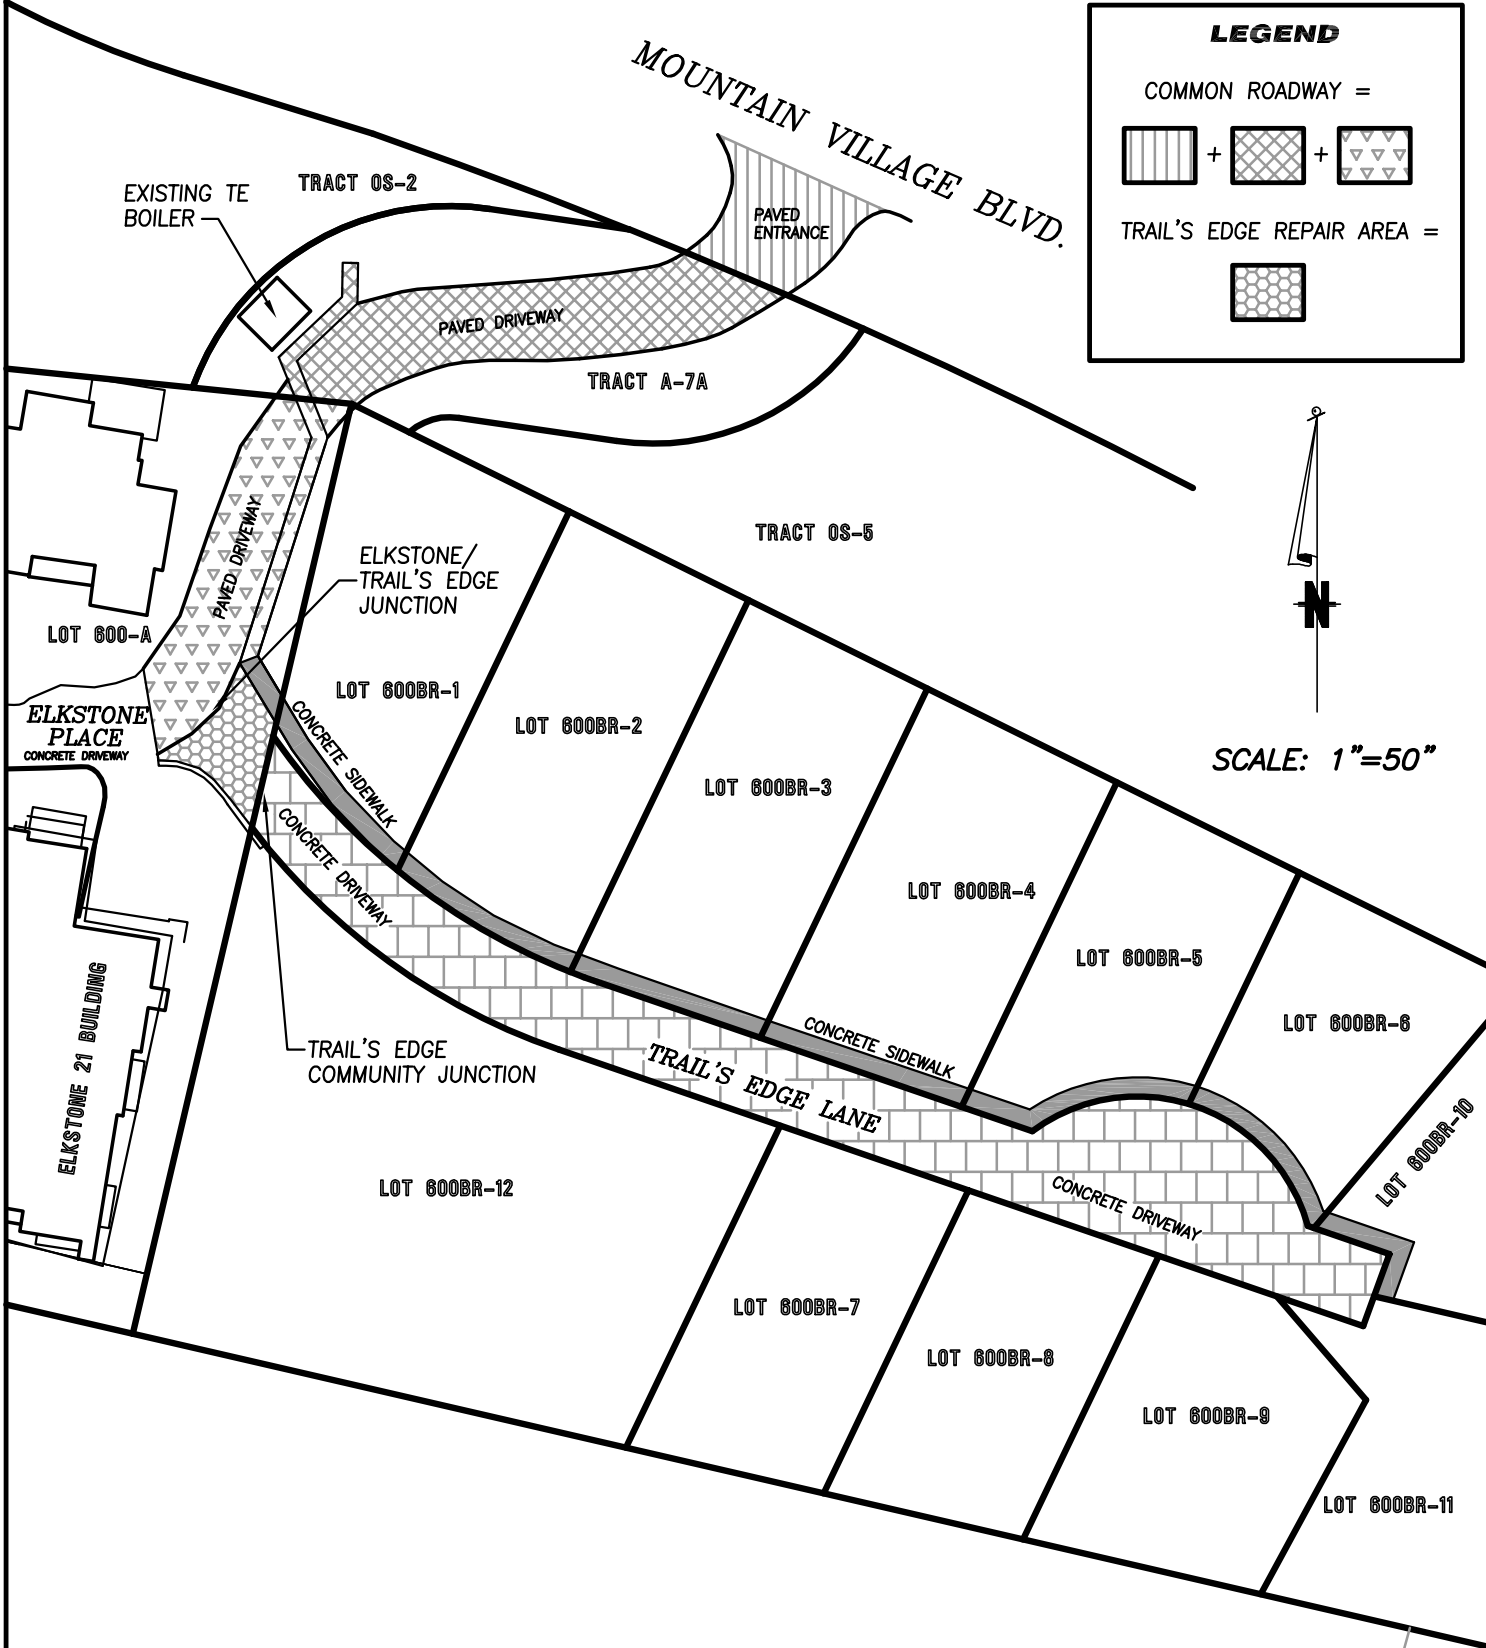 LEGEND
COMMON ROADWAY =
+ +
TRAIL'S EDGE REPAIR AREA =
MOUNTAIN VILLAGE BLVD.
TRACT OS-2
EXISTING TE
BOILER
PAVED
ENTRANCE
PAVED DRIVEWAY
TRACT A-7A
TRACT OS-5
PAVED DRIVEWAY
ELKSTONE/
TRAIL'S EDGE
JUNCTION
N
LOT 600-A
LOT 600BR-1
LOT 600BR-2
ELKSTONE
PLACE
CONCRETE DRIVEWAY
CONCRETE SIDEWALK
SCALE: 1"=50"
LOT 600BR-3
CONCRETE DRIVEWAY
LOT 600BR-4
LOT 600BR-5
LOT 600BR-6
ELKSTONE 21 BUILDING
TRAIL'S EDGE
COMMUNITY JUNCTION
CONCRETE SIDEWALK
TRAIL'S EDGE LANE
LOT 600BR-10
LOT 600BR-12
CONCRETE DRIVEWAY
LOT 600BR-7
LOT 600BR-8
LOT 600BR-9
LOT 600BR-11